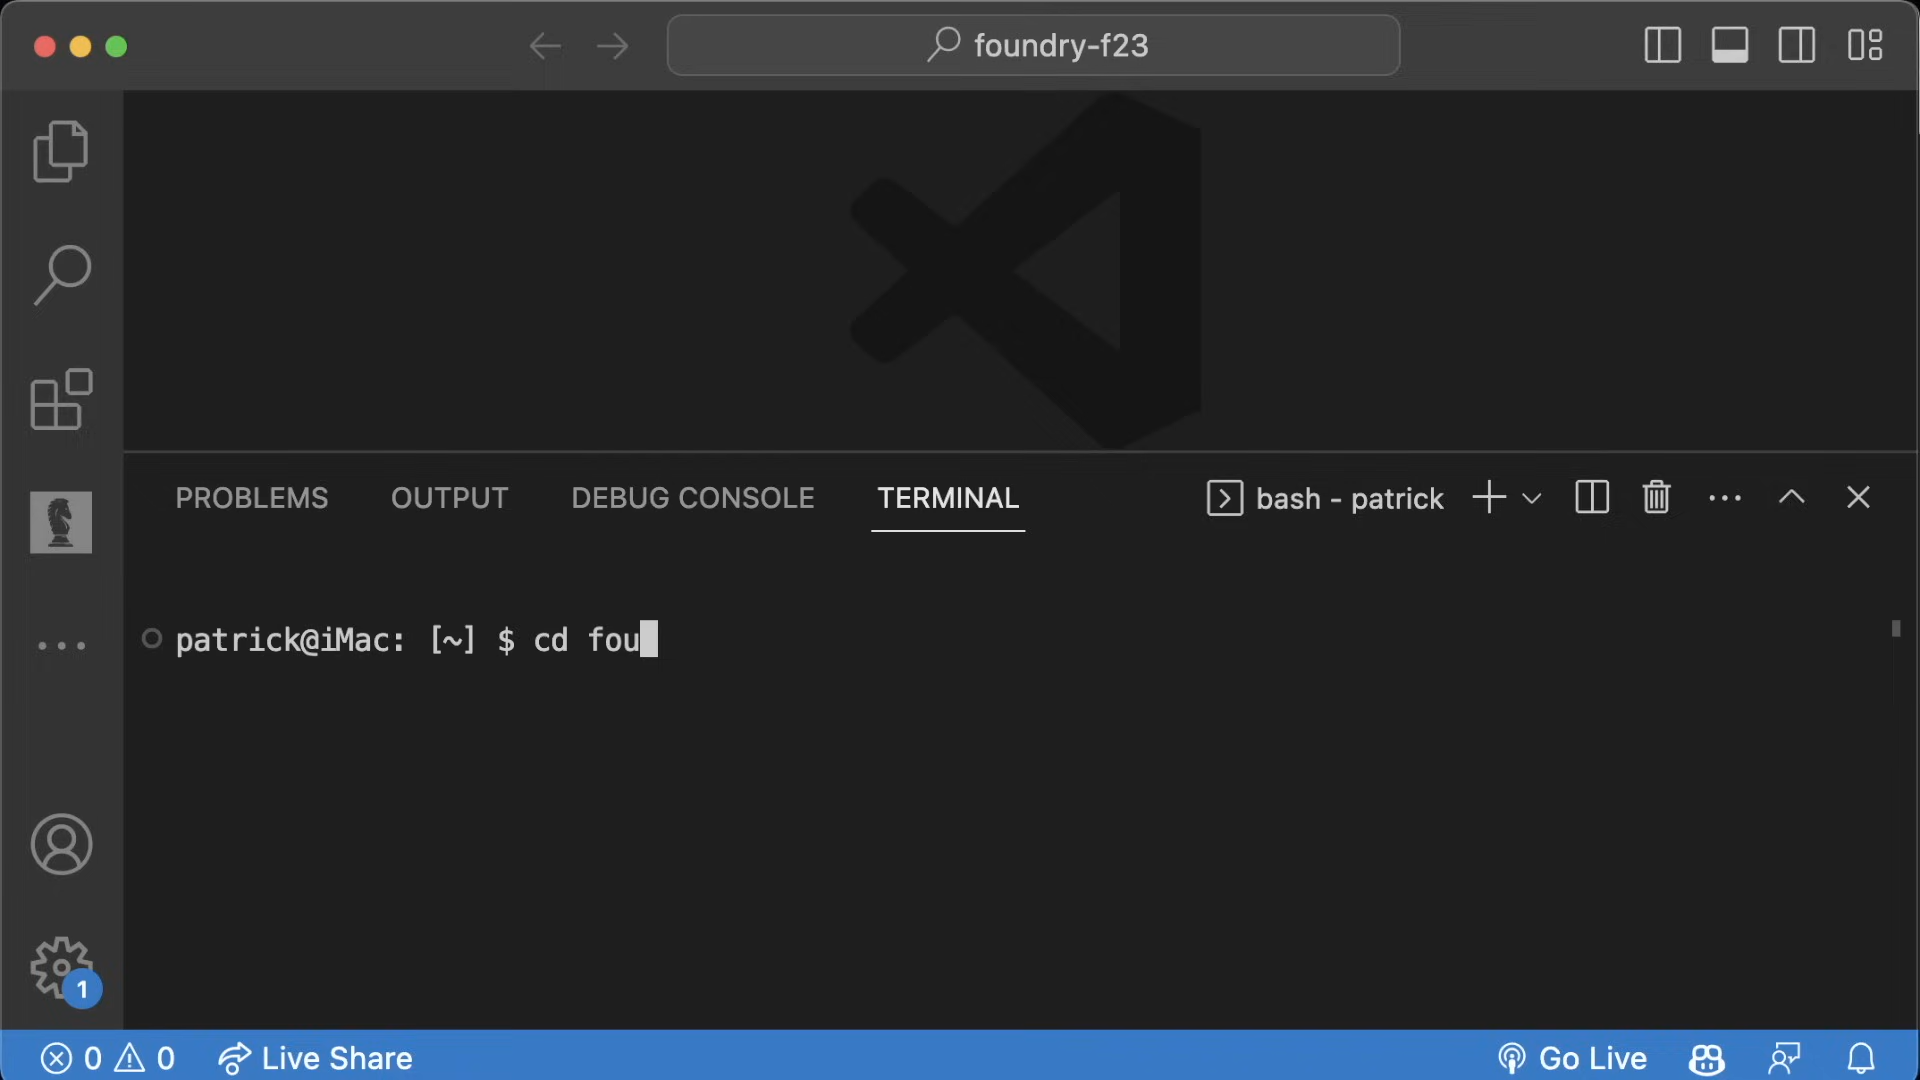 foundry-f23
PROBLEMS OUTPUT DEBUG CONSOLE TERMINAL bash - patrick
patrick@iMac: [~] $ cd fou
1
0 0 Live Share Go Live